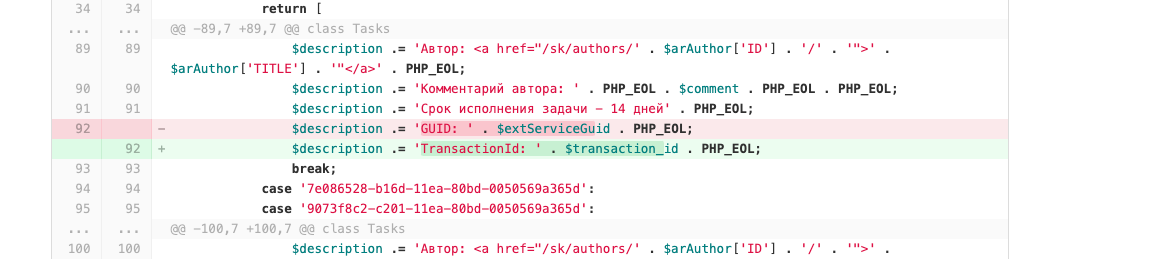 34 34 return [
... ... @@ -89,7 +89,7 @@ class Tasks
89 89 $description .= 'Автор: <a href="/sk/authors/' . $arAuthor['ID'] . '/' . '">' .
$arAuthor['TITLE'] . '"</a>' . PHP_EOL;
90 90 $description .= 'Комментарий автора: ' . PHP_EOL . $comment . PHP_EOL . PHP_EOL;
91 91 $description .= 'Срок исполнения задачи – 14 дней' . PHP_EOL;
92 - $description .= 'GUID: ' . $extServiceGuid . PHP_EOL;
92 + $description .= 'TransactionId: ' . $transaction_id . PHP_EOL;
93 93 break;
94 94 case '7e086528-b16d-11ea-80bd-0050569a365d':
95 95 case '9073f8c2-c201-11ea-80bd-0050569a365d':
... ... @@ -100,7 +100,7 @@ class Tasks
100 100 $description .= 'Автор: <a href="/sk/authors/' . $arAuthor['ID'] . '/' . '">' .